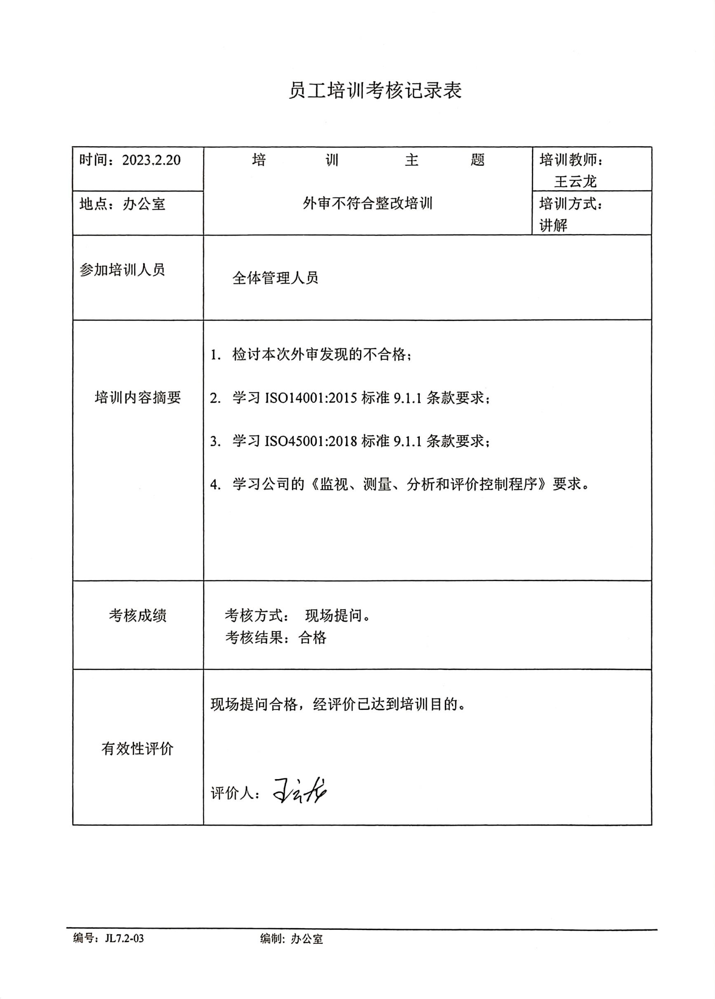 员工培训考核记录表
时间：2023.2.20
培 训 主 题
培训教师：
王云龙
地点：办公室
外审不符合整改培训
培训方式：
讲解
参加培训人员
全体管理人员
培训内容摘要
1. 检讨本次外审发现的不合格；
2. 学习 ISO14001:2015 标准 9.1.1 条款要求；
3. 学习 ISO45001:2018 标准 9.1.1 条款要求；
4. 学习公司的《监视、测量、分析和评价控制程序》要求。
考核成绩
考核方式： 现场提问。
考核结果：合格
有效性评价
现场提问合格，经评价已达到培训目的。
评价人：王云龙
编号：JL7.2-03 编制: 办公室